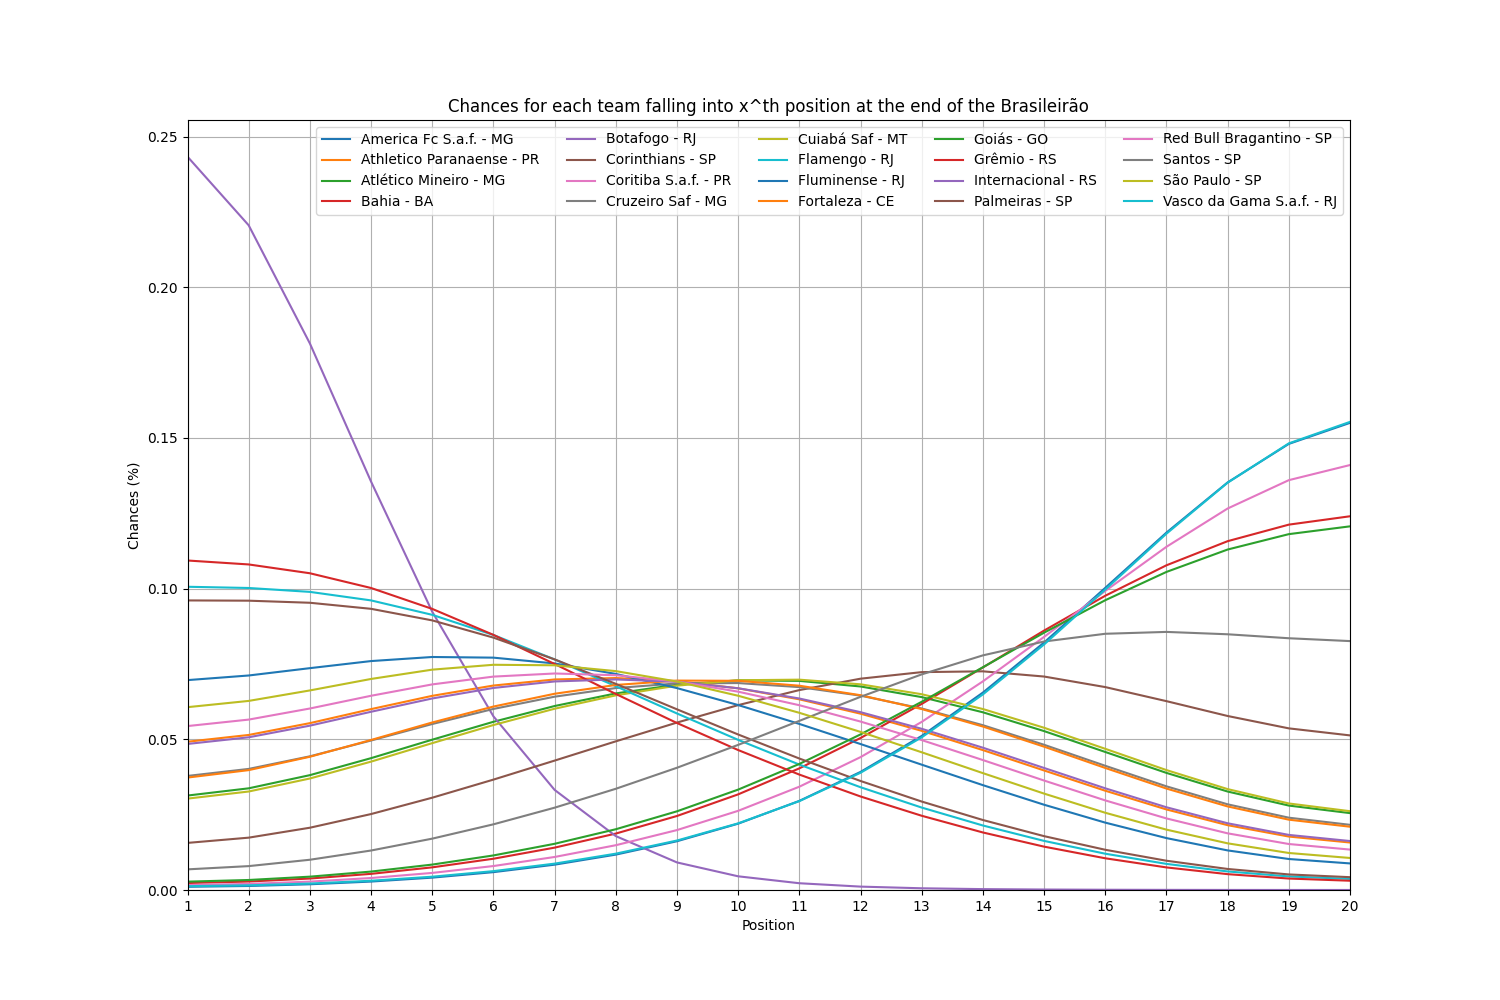 Chances for each team falling into x^th position at the end of the Brasileirão
America Fc S.a.f. - MG
Athletico Paranaense - PR
Atlético Mineiro - MG
Bahia - BA
Botafogo - RJ
Corinthians - SP
Coritiba S.a.f. - PR
Cruzeiro Saf - MG
Cuiabá Saf - MT
Flamengo - RJ
Fluminense - RJ
Fortaleza - CE
Goiás - GO
Grêmio - RS
Internacional - RS
Palmeiras - SP
Red Bull Bragantino - SP
Santos - SP
São Paulo - SP
Vasco da Gama S.a.f. - RJ
Chances (%)
0.25
0.20
0.15
0.10
0.05
0.00
1 2 3 4 5 6 7 8 9 10 11 12 13 14 15 16 17 18 19 20
Position